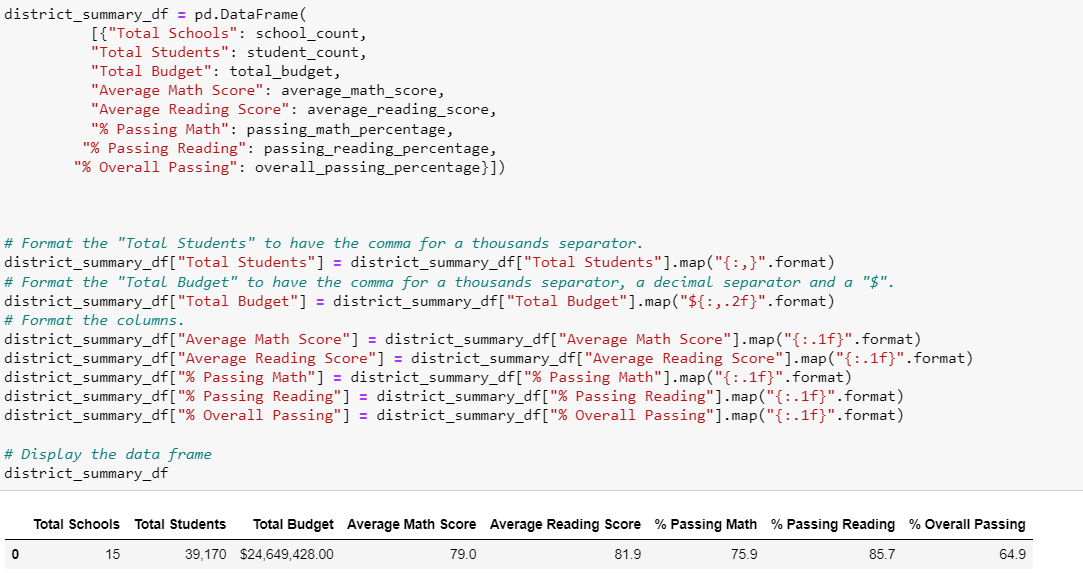 district_summary_df = pd.DataFrame(
          [{"Total Schools": school_count,
          "Total Students": student_count,
          "Total Budget": total_budget,
          "Average Math Score": average_math_score,
          "Average Reading Score": average_reading_score,
          "% Passing Math": passing_math_percentage,
         "% Passing Reading": passing_reading_percentage,
        "% Overall Passing": overall_passing_percentage}])
# Format the "Total Students" to have the comma for a thousands separator.
district_summary_df["Total Students"] = district_summary_df["Total Students"].map("{:,}".format)
# Format the "Total Budget" to have the comma for a thousands separator, a decimal separator and a "$".
district_summary_df["Total Budget"] = district_summary_df["Total Budget"].map("${:,.2f}".format)
# Format the columns.
district_summary_df["Average Math Score"] = district_summary_df["Average Math Score"].map("{:.1f}".format)
district_summary_df["Average Reading Score"] = district_summary_df["Average Reading Score"].map("{:.1f}".format)
district_summary_df["% Passing Math"] = district_summary_df["% Passing Math"].map("{:.1f}".format)
district_summary_df["% Passing Reading"] = district_summary_df["% Passing Reading"].map("{:.1f}".format)
district_summary_df["% Overall Passing"] = district_summary_df["% Overall Passing"].map("{:.1f}".format)
# Display the data frame
district_summary_df
Total Schools Total Students Total Budget Average Math Score Average Reading Score % Passing Math % Passing Reading % Overall Passing
0 15 39,170 $24,649,428.00 79.0 81.9 75.9 85.7 64.9